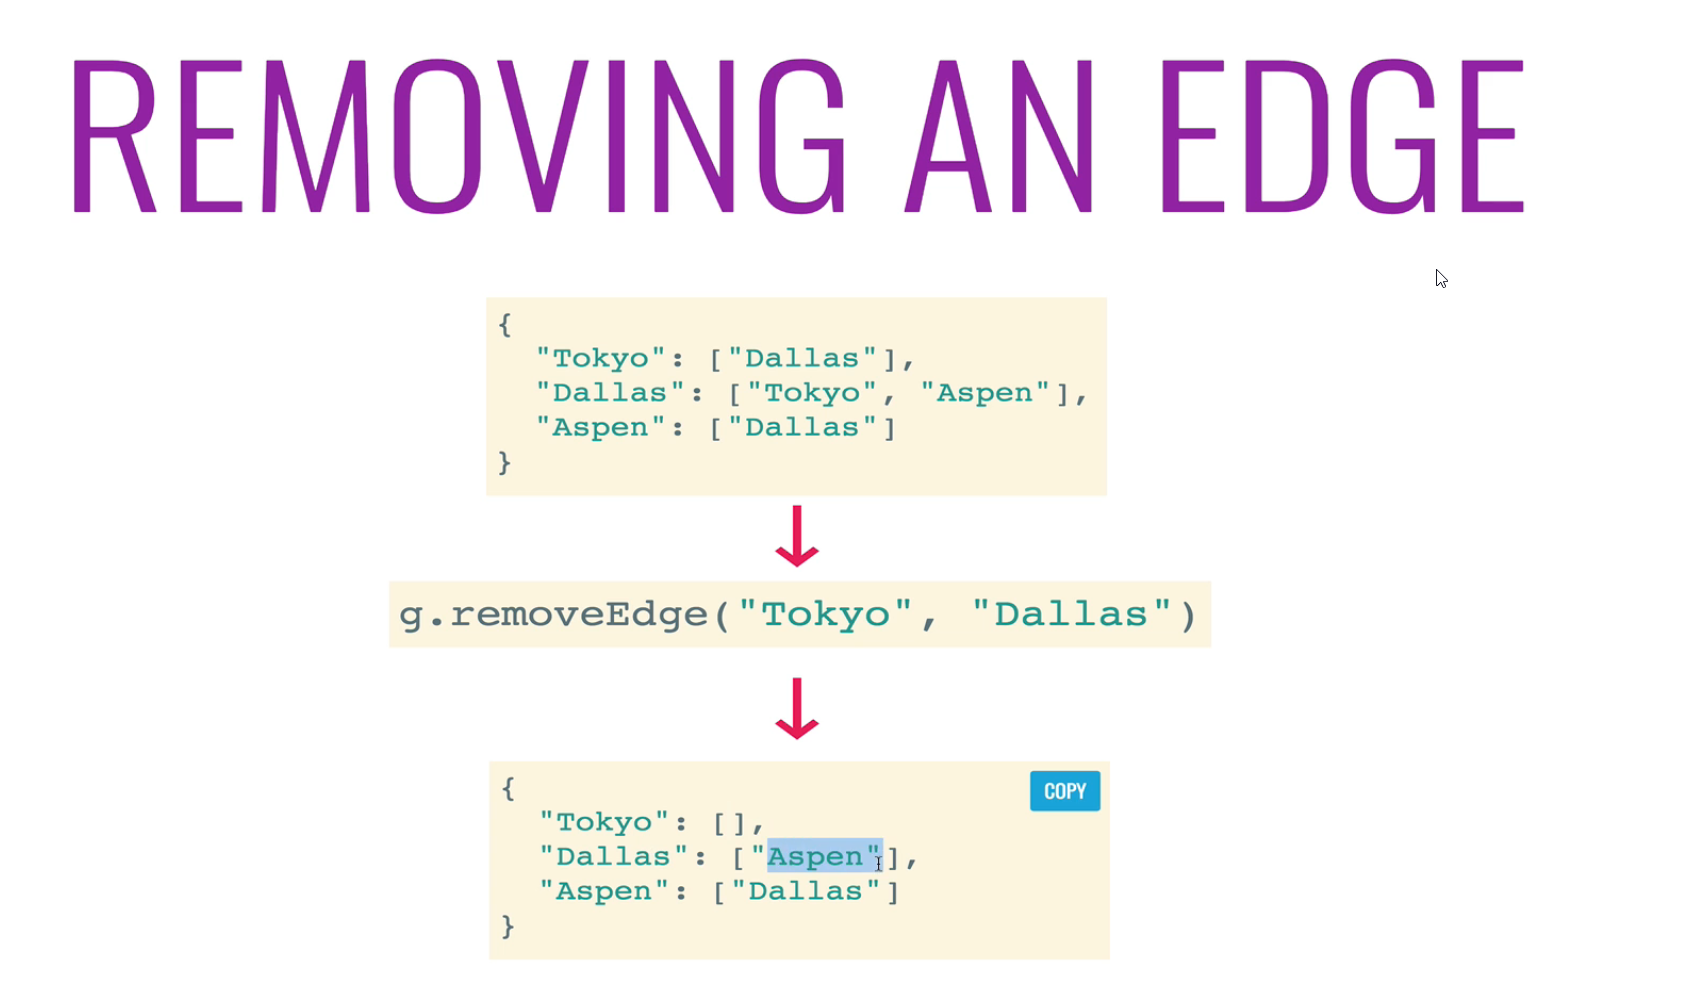 REMOVING AN EDGE
{
"Tokyo": ["Dallas"],
"Dallas": ["Tokyo", "Aspen"],
"Aspen": ["Dallas"]
}
g.removeEdge("Tokyo", "Dallas")
{
COPY
"Tokyo": [],
"Dallas": ["Aspen"],
"Aspen": ["Dallas"]
}